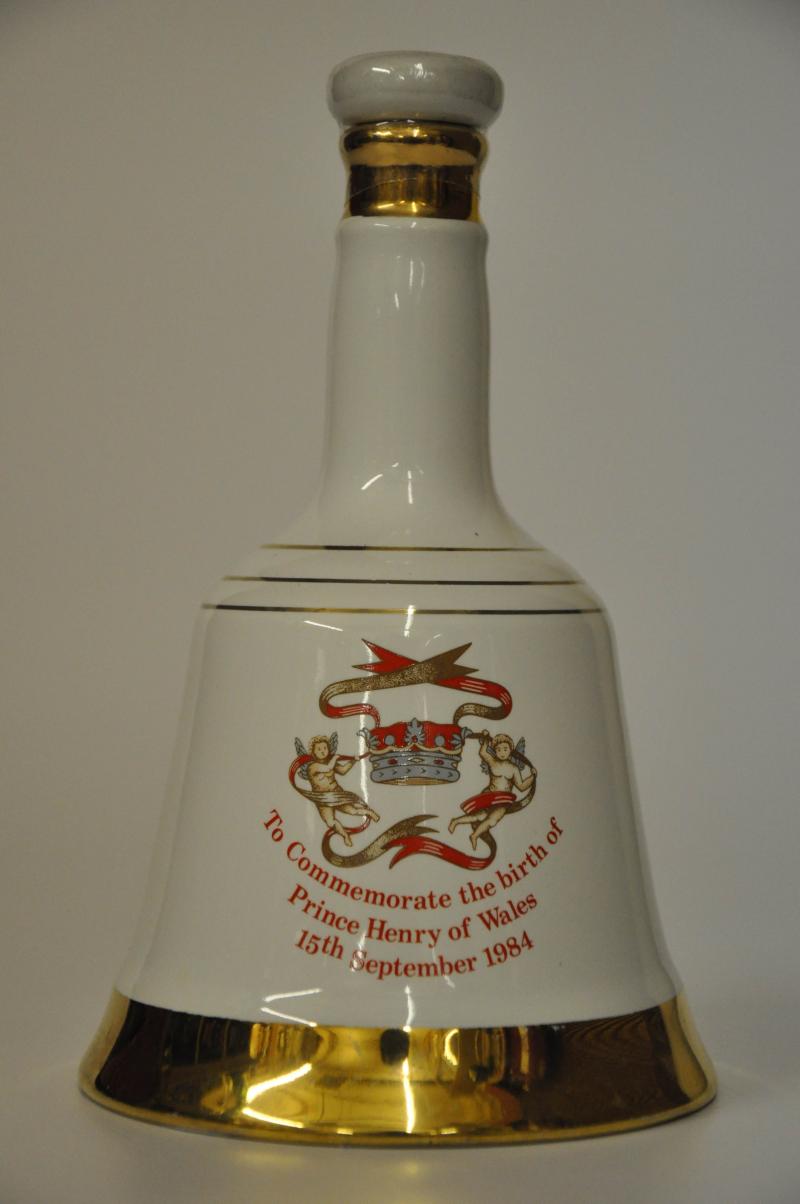 To Commemorate the birth of
Prince Henry of Wales
15th September 1984